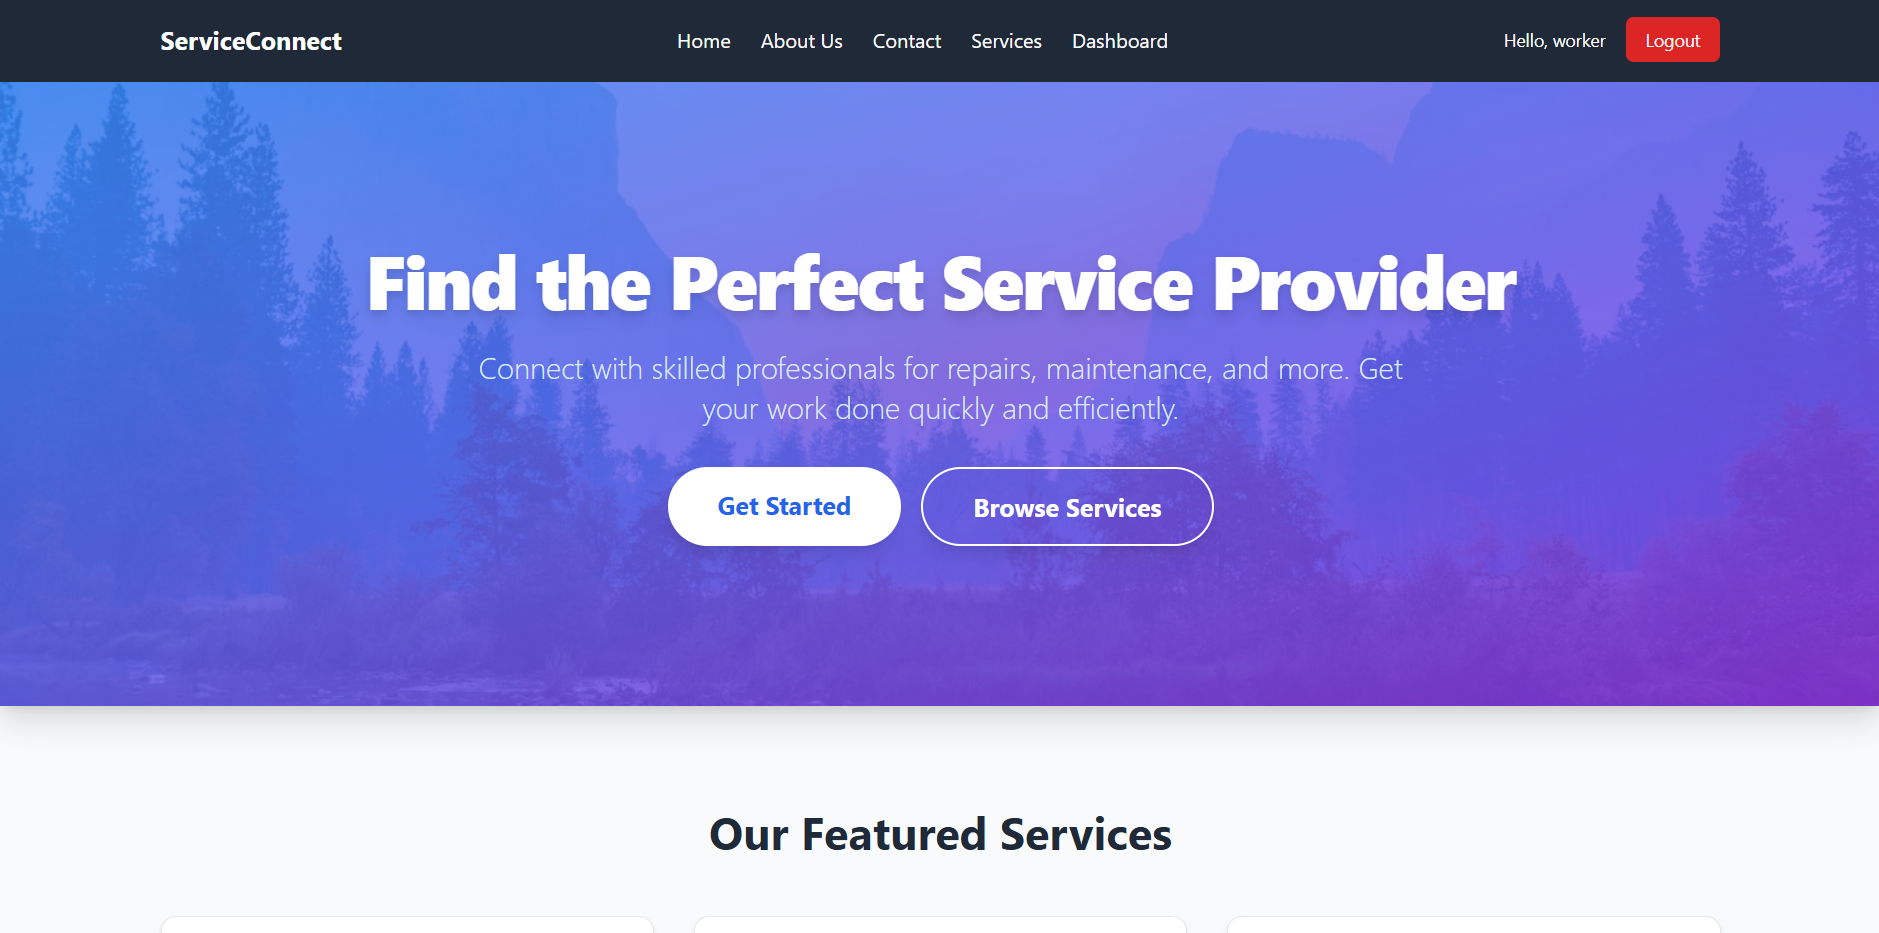 ServiceConnect
Home
About Us
Contact
Services
Dashboard
Hello, worker
Logout
Find the Perfect Service Provider
Connect with skilled professionals for repairs, maintenance, and more. Get
your work done quickly and efficiently.
Get Started
Browse Services
Our Featured Services